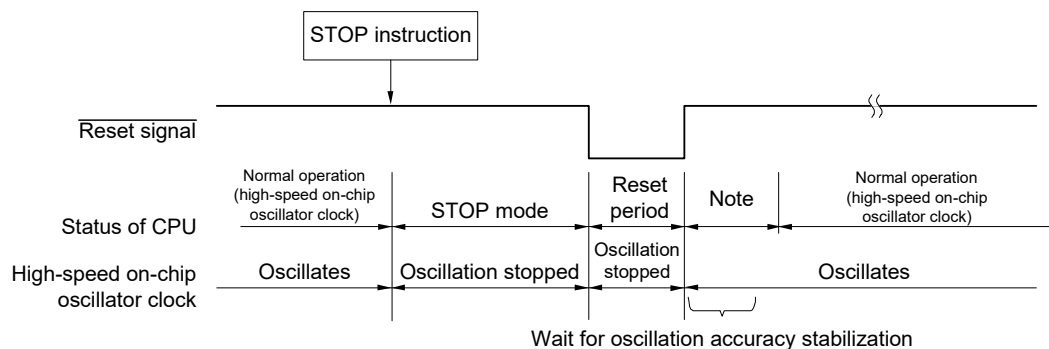 STOP instruction
Reset signal
Normal operation
(high-speed on-chip
oscillator clock)
STOP mode
Reset
period
Note
Normal operation
(high-speed on-chip
oscillator clock)
Status of CPU
High-speed on-chip
oscillator clock
Oscillates
Oscillation stopped
Oscillation
stopped
Oscillates
Wait for oscillation accuracy stabilization